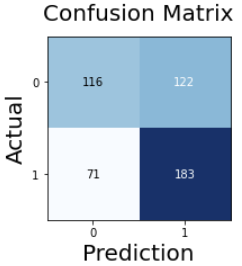 Confusion Matrix
Actual
0
116
122
1
71
183
0
1
Prediction